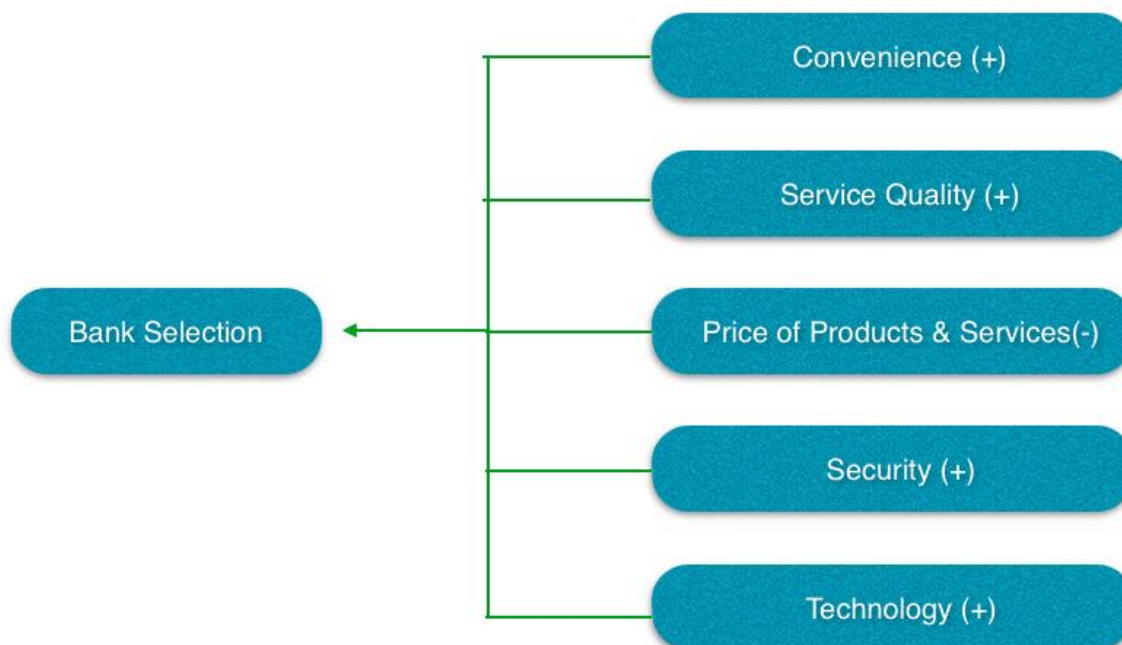 Convenience (+)
Service Quality (+)
Bank Selection
Price of Products & Services(-)
Security (+)
Technology (+)